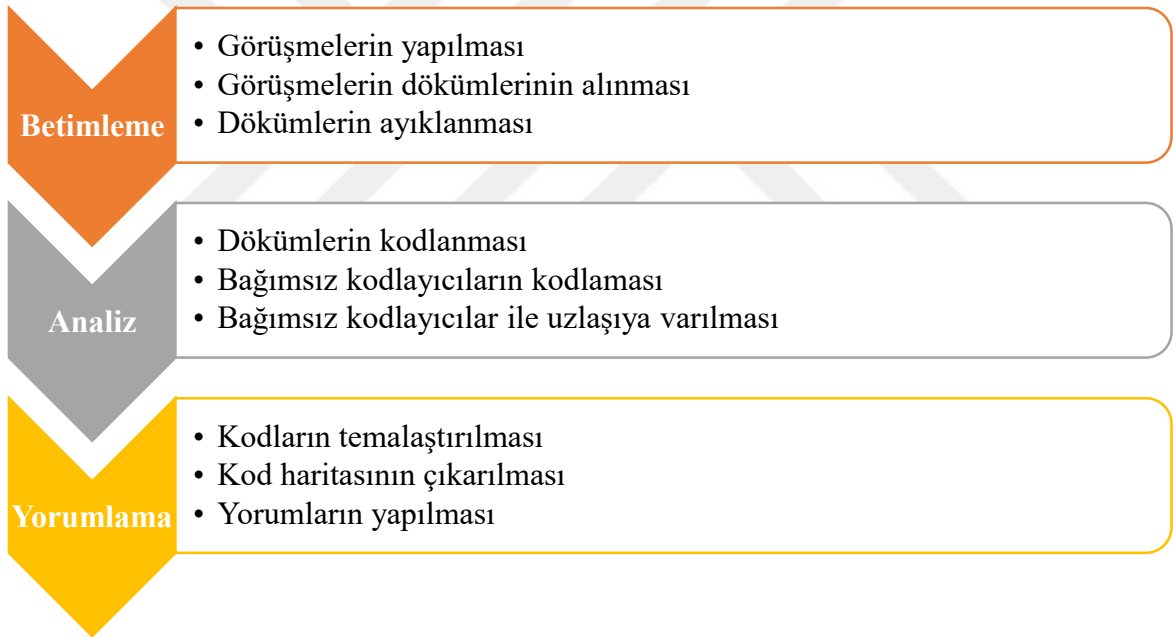 Betimleme
• Görüşmelerin yapılması
• Görüşmelerin dökümlerinin alınması
• Dökümlerin ayıklanması
Analiz
• Dökümlerin kodlanması
• Bağımsız kodlayıcıların kodlaması
• Bağımsız kodlayıcılar ile uzlaşıya varılması
Yorumlama
• Kodların temalaştırılması
• Kod haritasının çıkarılması
• Yorumların yapılması